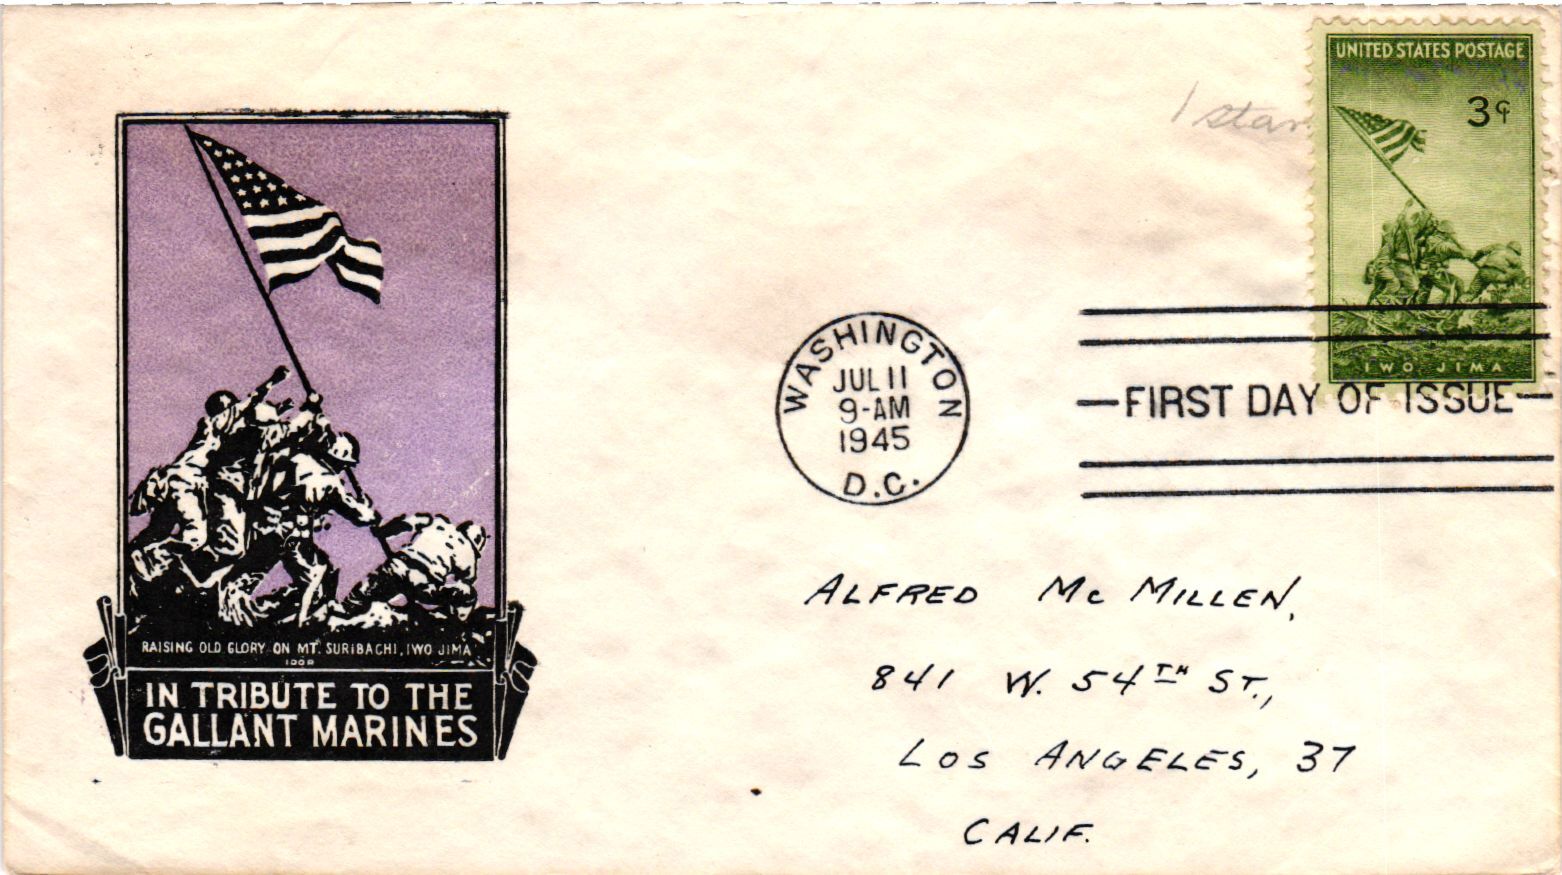 UNITED STATES POSTAGE
3¢
IWO JIMA
WASHINGTON
JUL 11
9-AM
1945
D.C.
—FIRST DAY OF ISSUE—
RAISING OLD GLORY ON MT. SURIBACHI, IWO JIMA
IN TRIBUTE TO THE
GALLANT MARINES
ALFRED Mc MILLEN,
841 W. 54TH ST.,
LOS ANGELES, 37
CALIF.